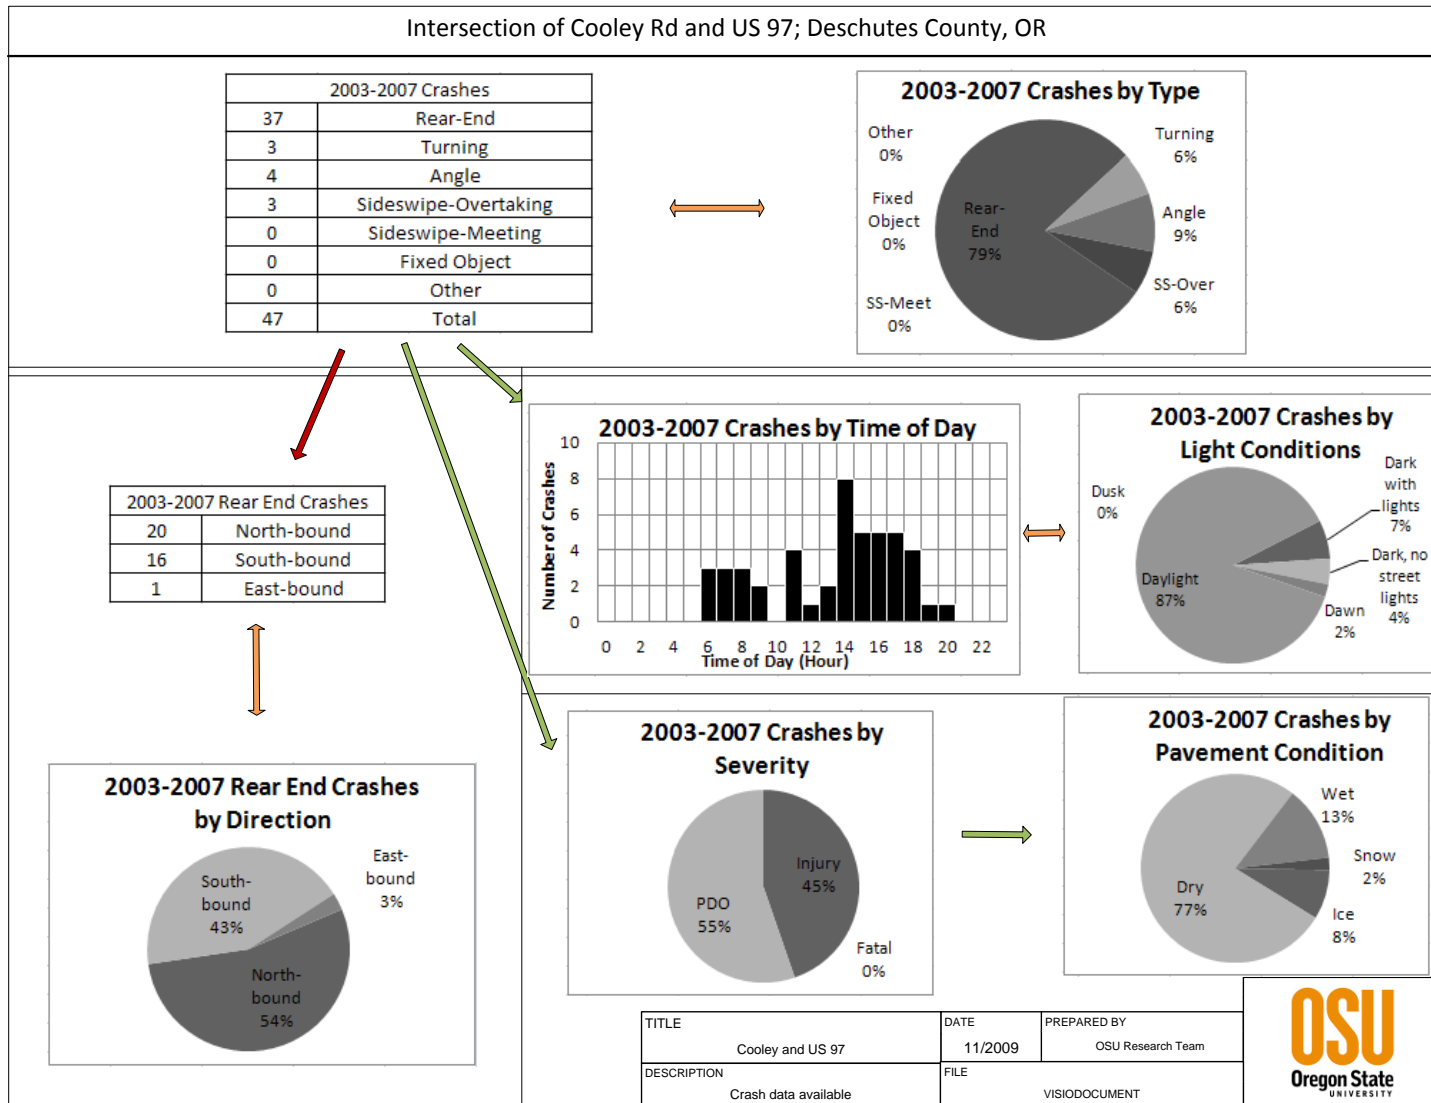 Intersection of Cooley Rd and US 97; Deschutes County, OR
2003-2007 Crashes
37 Rear-End
3 Turning
4 Angle
3 Sideswipe-Overtaking
0 Sideswipe-Meeting
0 Fixed Object
0 Other
47 Total
2003-2007 Crashes by Type
Other
0%
Fixed
Object
0%
SS-Meet
0%
Rear-
End
79%
Turning
6%
Angle
9%
SS-Over
6%
2003-2007 Rear End Crashes
20 North-bound
16 South-bound
1 East-bound
2003-2007 Rear End Crashes
by Direction
South-
bound
43%
East-
bound
3%
North-
bound
54%
2003-2007 Crashes by Time of Day
Number of Crashes
10
8
6
4
2
0
0 2 4 6 8 10 12 14 16 18 20 22
Time of Day (Hour)
2003-2007 Crashes by
Light Conditions
Dusk
0%
Daylight
87%
Dark
with
lights
7%
Dark, no
street
lights
4%
Dawn
2%
2003-2007 Crashes by
Severity
PDO
55%
Injury
45%
Fatal
0%
2003-2007 Crashes by
Pavement Condition
Dry
77%
Wet
13%
Snow
2%
Ice
8%
TITLE
Cooley and US 97
DATE
11/2009
PREPARED BY
OSU Research Team
DESCRIPTION
Crash data available
FILE
VISIODOCUMENT
OSU
Oregon State
UNIVERSITY